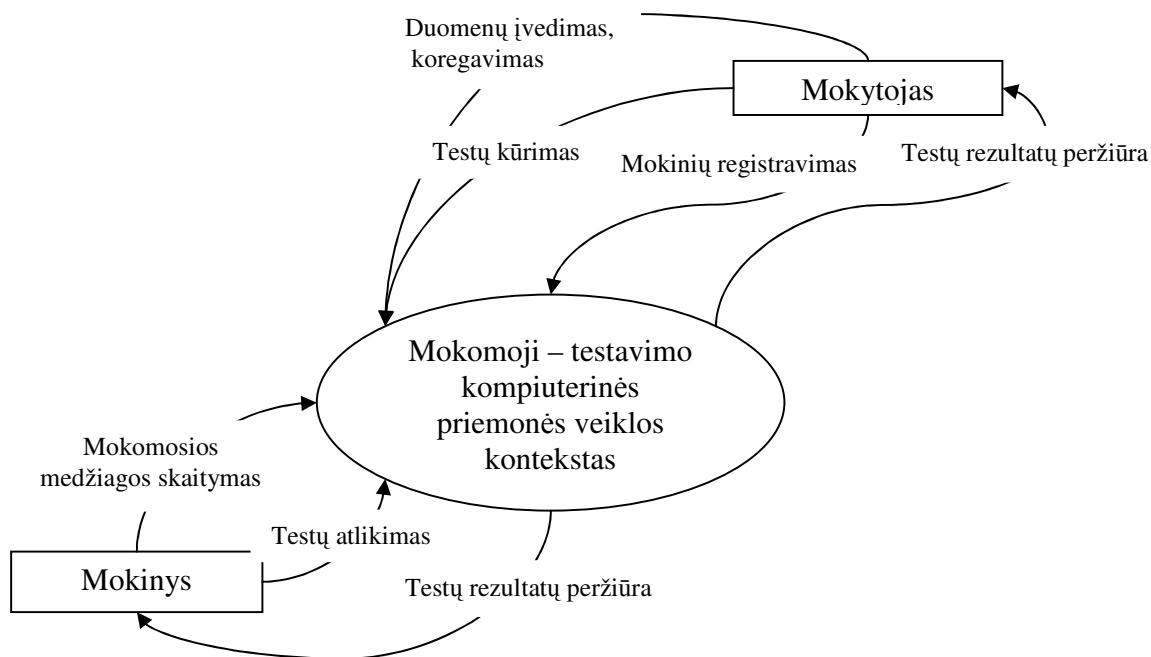 Duomenų įvedimas,
koregavimas
Mokytojas
Testų kūrimas
Mokinių registravimas
Testų rezultatų peržiūra
Mokomoji – testavimo
kompiuterinės
priemonės veiklos
kontekstas
Mokomosios
medžiagos skaitymas
Testų atlikimas
Mokinys
Testų rezultatų peržiūra